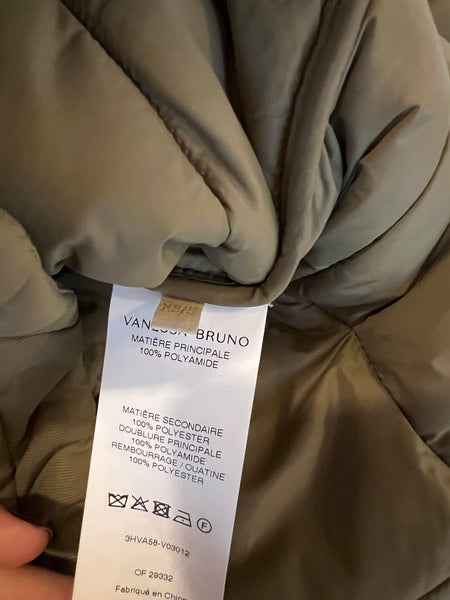 XS/S
VANESSA BRUNO
MATIÈRE PRINCIPALE
100% POLYAMIDE
MATIÈRE SECONDAIRE
100% POLYESTER
DOUBLURE PRINCIPALE
100% POLYAMIDE
REMBOURRAGE / OUATINE
100% POLYESTER
F
3HVA58-V03012
OF 29332
Fabriqué en Chine